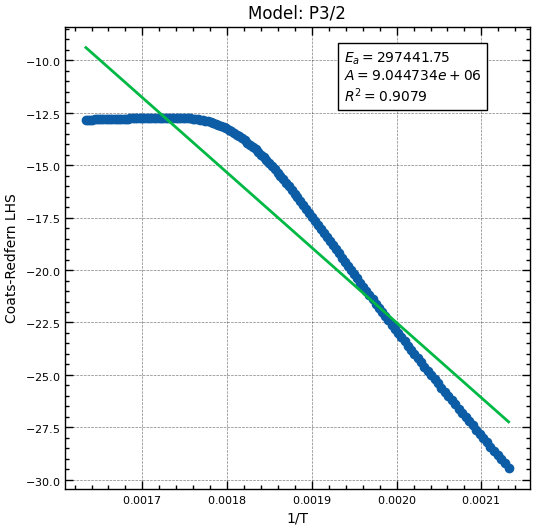 Model: P3/2
−10.0
−12.5
−15.0
−17.5
−20.0
−22.5
−25.0
−27.5
−30.0
Coats-Redfern LHS
E_a = 297441.75
A = 9.044734e + 06
R² = 0.9079
0.0017 0.0018 0.0019 0.0020 0.0021
1/T